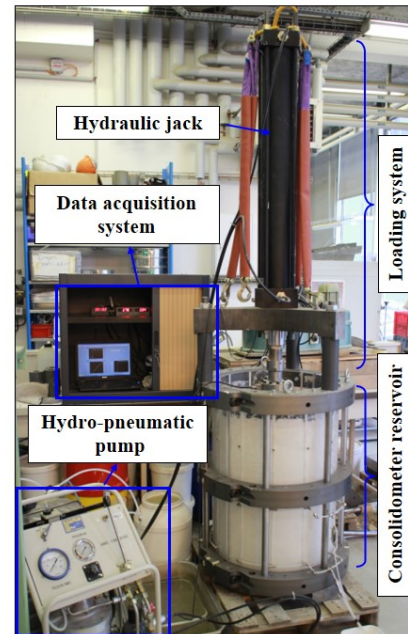 Hydraulic jack
Loading system
Data acquisition
system
Hydro-pneumatic
pump
Consolidometer reservoir